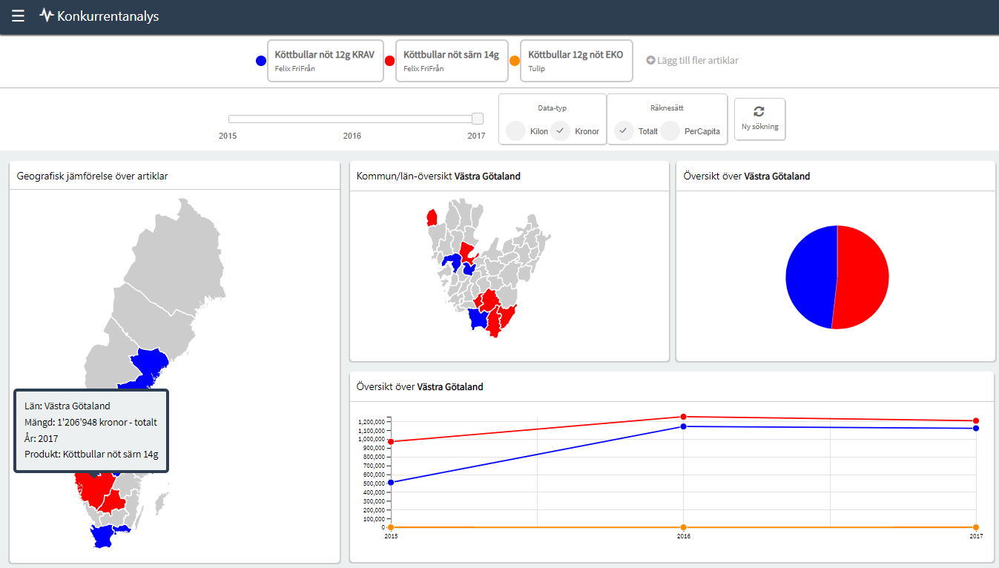 Konkurrentanalys
Köttbullar nöt 12g KRAV
Felix FriFrån
Köttbullar nöt särn 14g
Felix FriFrån
Köttbullar 12g nöt EKO
Tulip
Lägg till fler artiklar
2015
2016
2017
Data-typ
Kilon
Kronor
Räknesätt
Totalt
PerCapita
Ny sökning
Geografisk jämförelse över artiklar
Län: Västra Götaland
Mängd: 1'206'948 kronor - totalt
År: 2017
Produkt: Köttbullar nöt särn 14g
Kommun/län-översikt Västra Götaland
Översikt över Västra Götaland
Översikt över Västra Götaland
1,200,000
1,100,000
1,000,000
900,000
800,000
700,000
600,000
500,000
400,000
300,000
200,000
100,000
0
2015
2016
2017